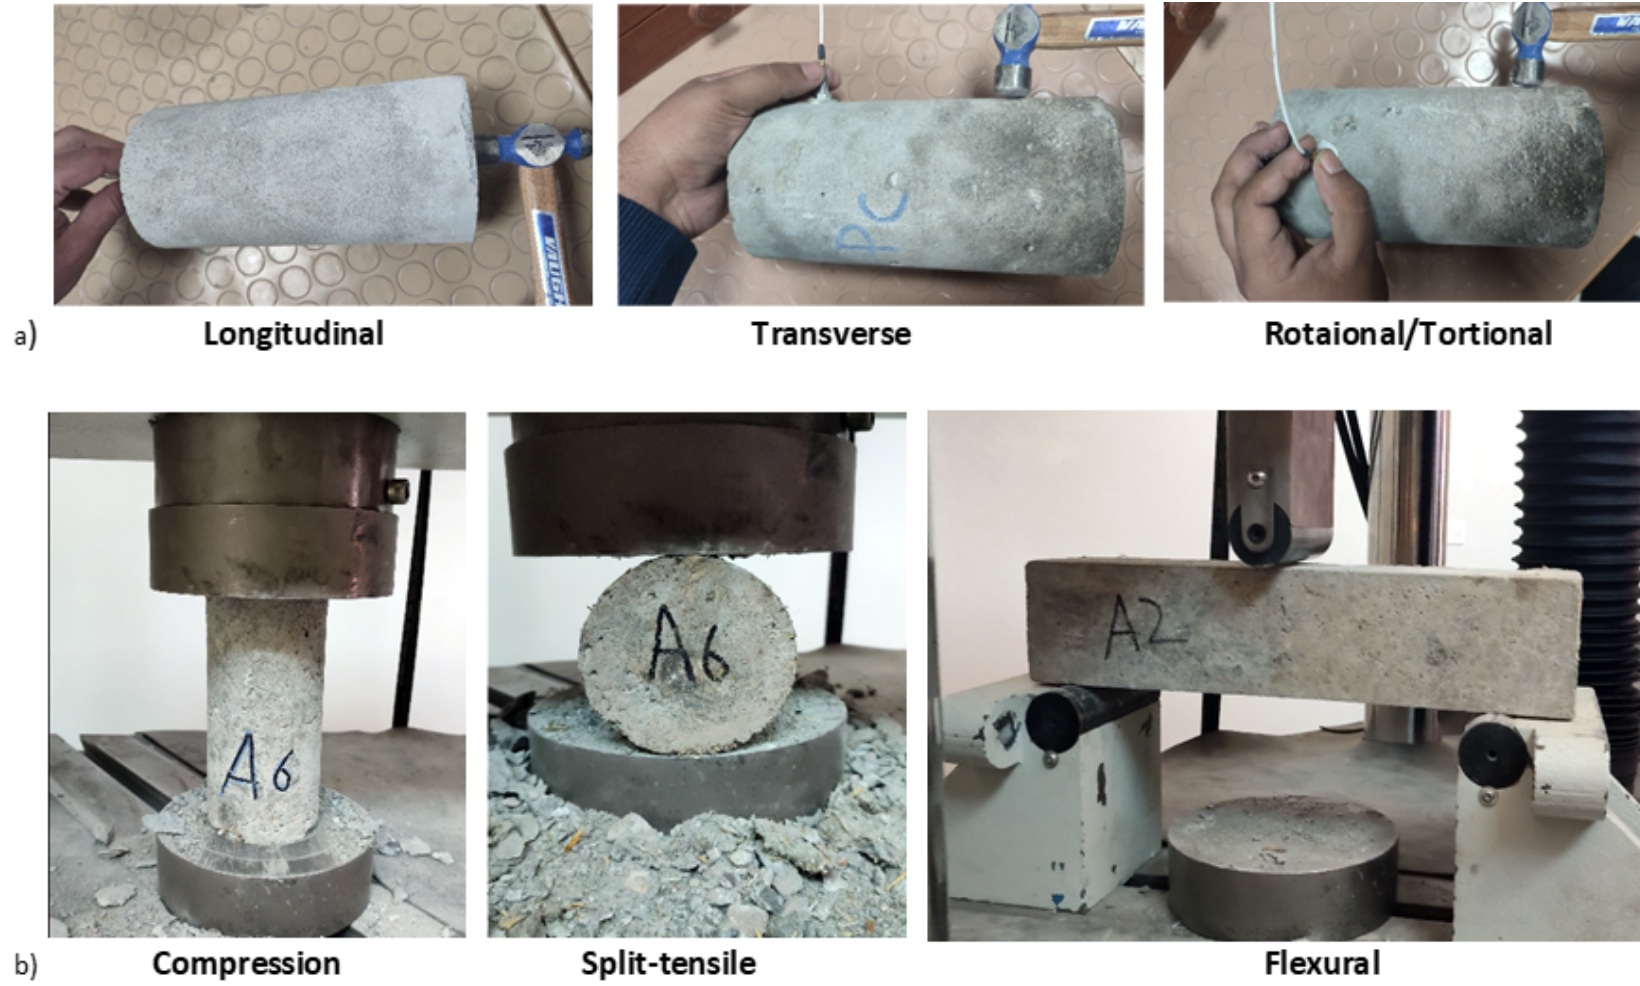 PC
a)
Longitudinal
Transverse
Rotaional/Tortional
A6
A6
A2
b)
Compression
Split-tensile
Flexural